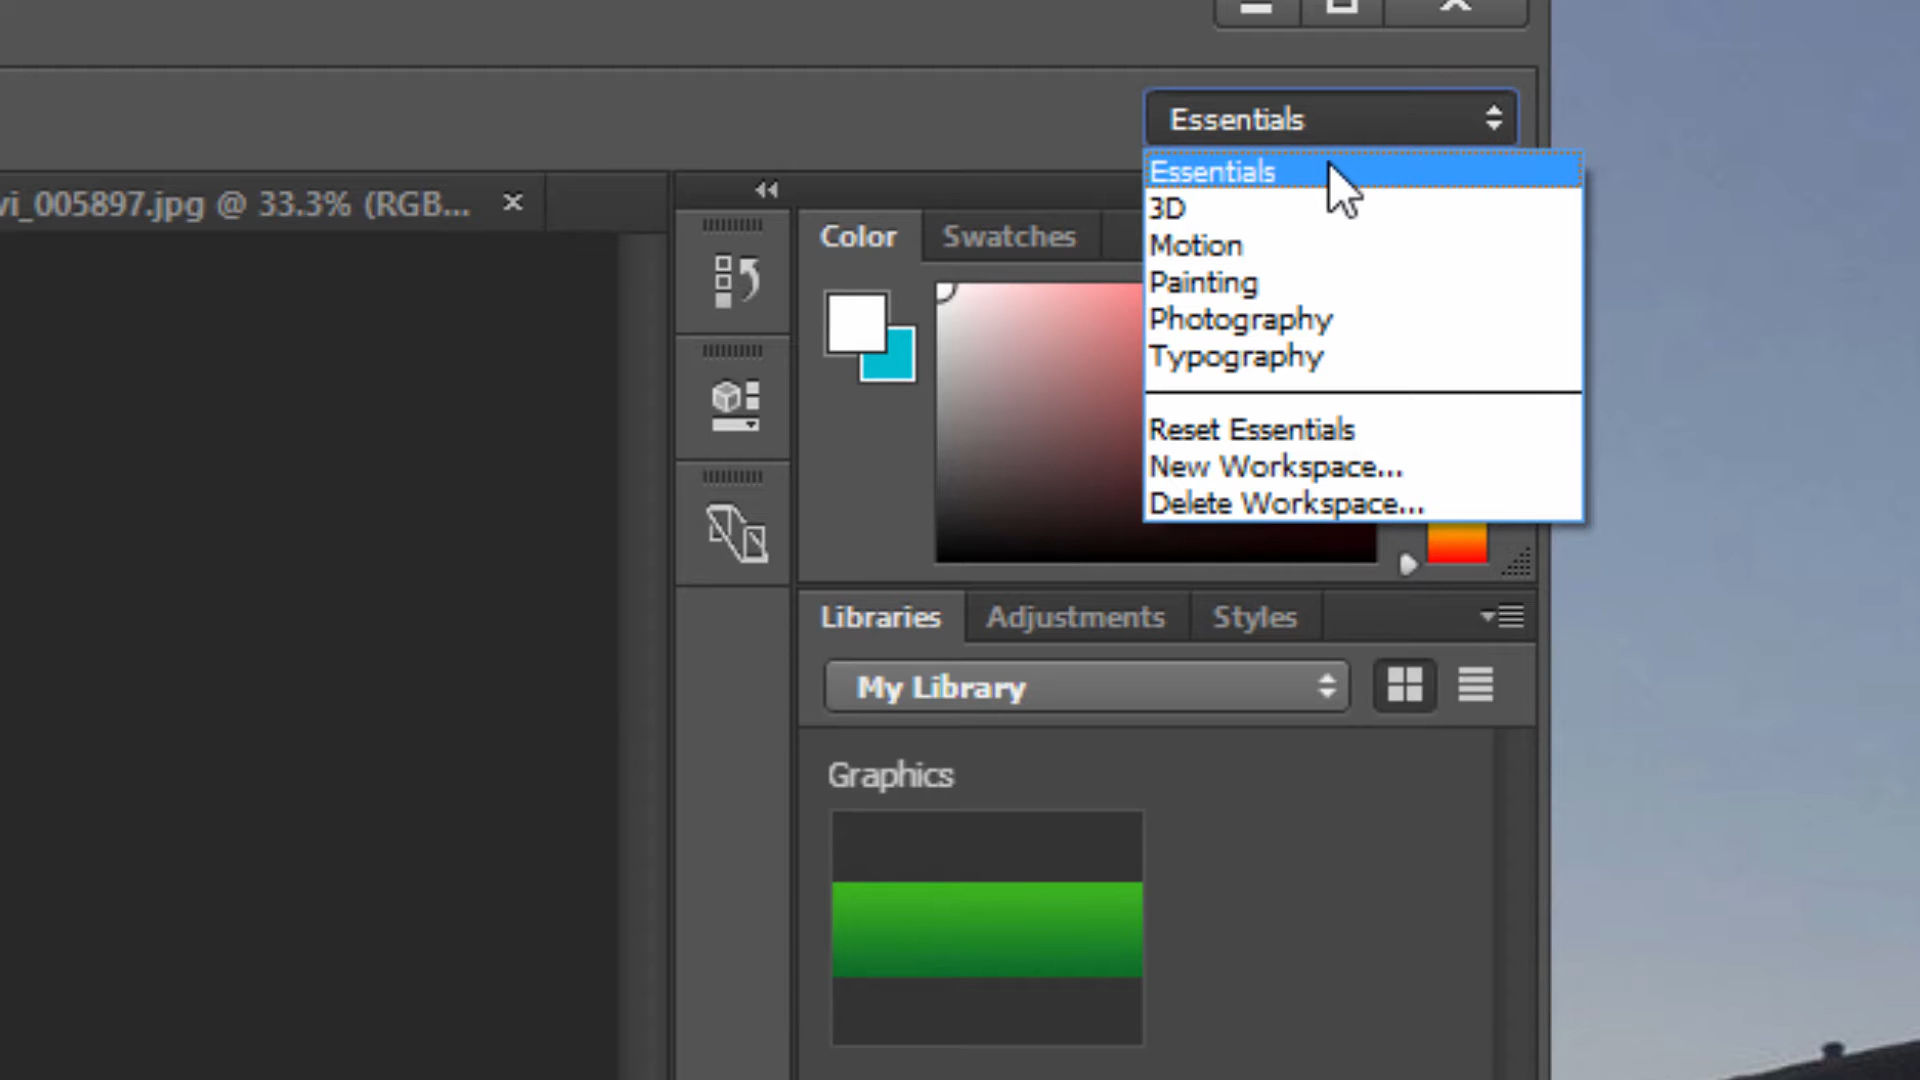 Essentials
Essentials
3D
Motion
Painting
Photography
Typography
Reset Essentials
New Workspace...
Delete Workspace...
vi_005897.jpg @ 33.3% (RGB...
Color
Swatches
Libraries
Adjustments
Styles
My Library
Graphics